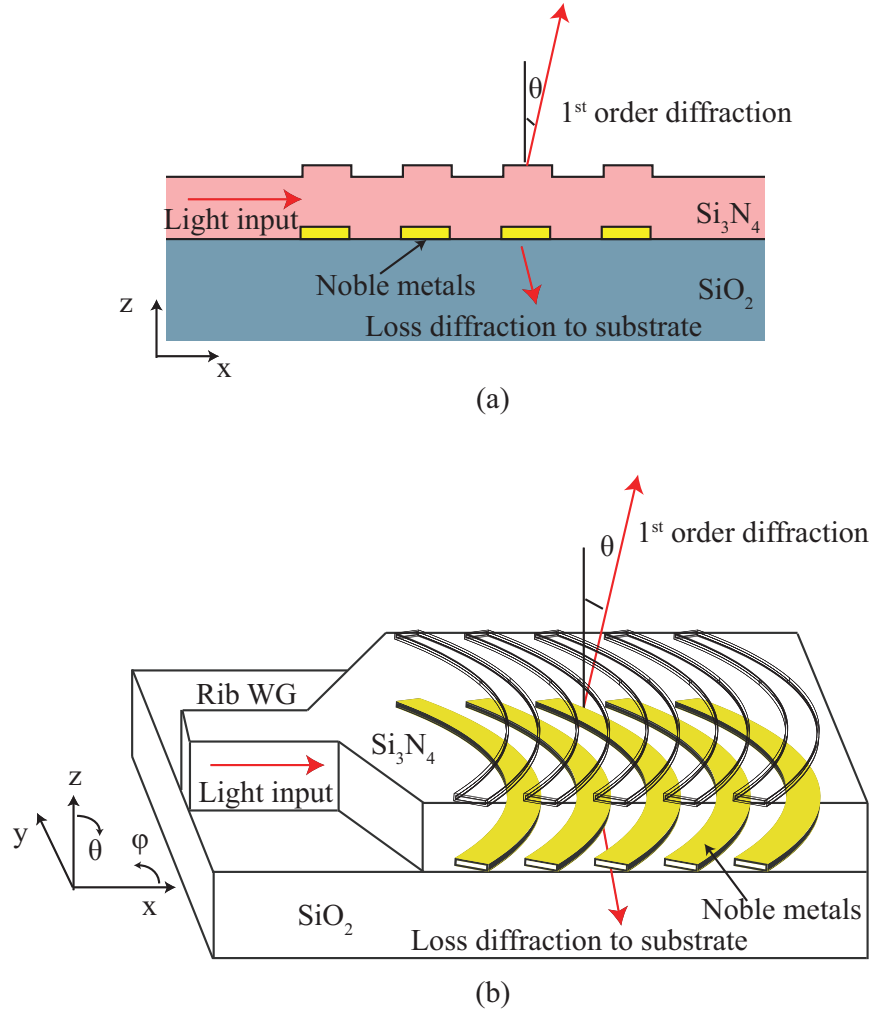 θ
1st order diffraction
Light input
Si3N4
Noble metals
SiO2
Loss diffraction to substrate
z
x
(a)
θ
1st order diffraction
Rib WG
Si3N4
Light input
z
y
θ
φ
x
SiO2
Noble metals
Loss diffraction to substrate
(b)